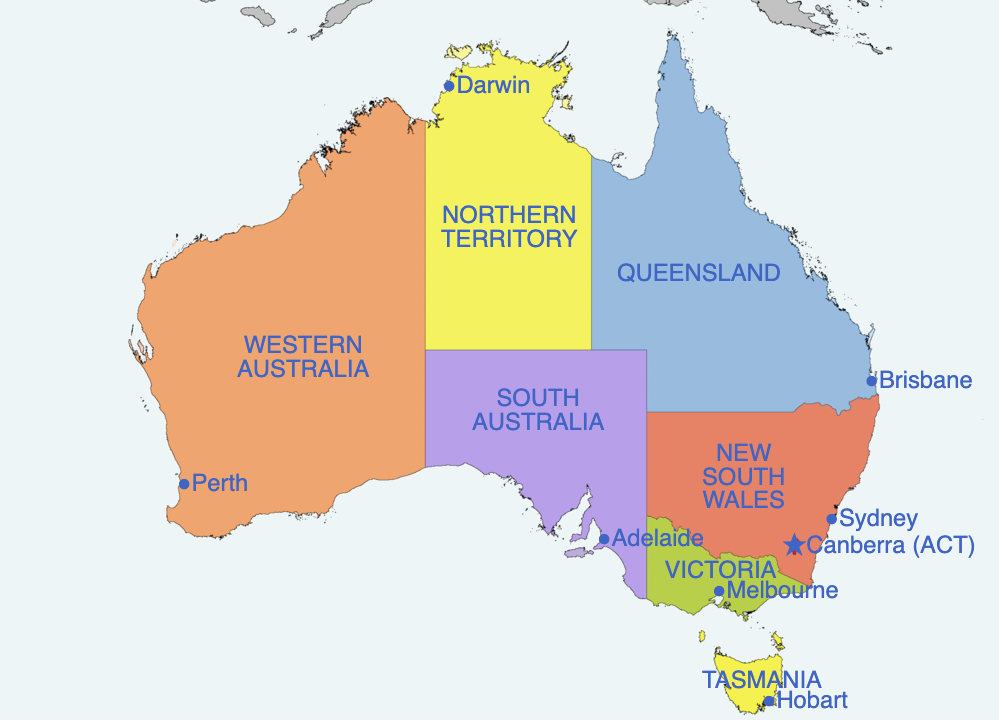 Darwin
NORTHERN
TERRITORY
QUEENSLAND
WESTERN
AUSTRALIA
Brisbane
SOUTH
AUSTRALIA
NEW
SOUTH
WALES
Perth
Sydney
Adelaide
Canberra (ACT)
VICTORIA
Melbourne
TASMANIA
Hobart